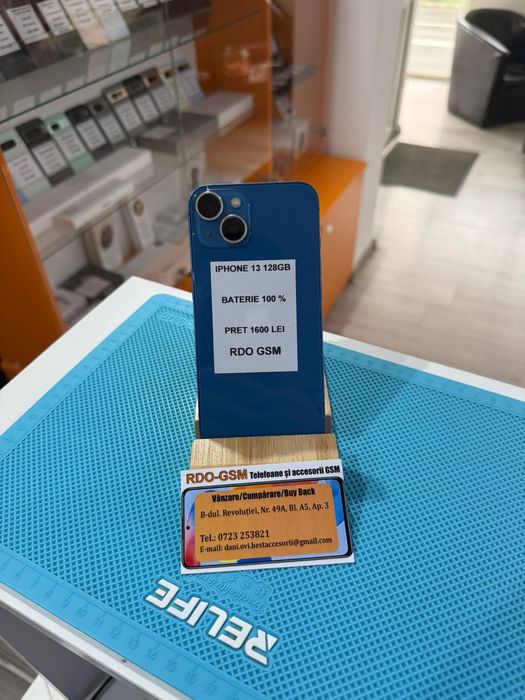 IPHONE 13 128GB
BATERIE 100 %
PRET 1600 LEI
RDO GSM
RDO-GSM Telefoane și accesorii GSM
Vânzare/Cumpărare/Buy Back
B-dul. Revoluției, Nr. 49A, Bl. A5, Ap. 3
Tel.: 0723 253821
E-mail: dani.ovi.bestaccesorii@gmail.com
RELIFE